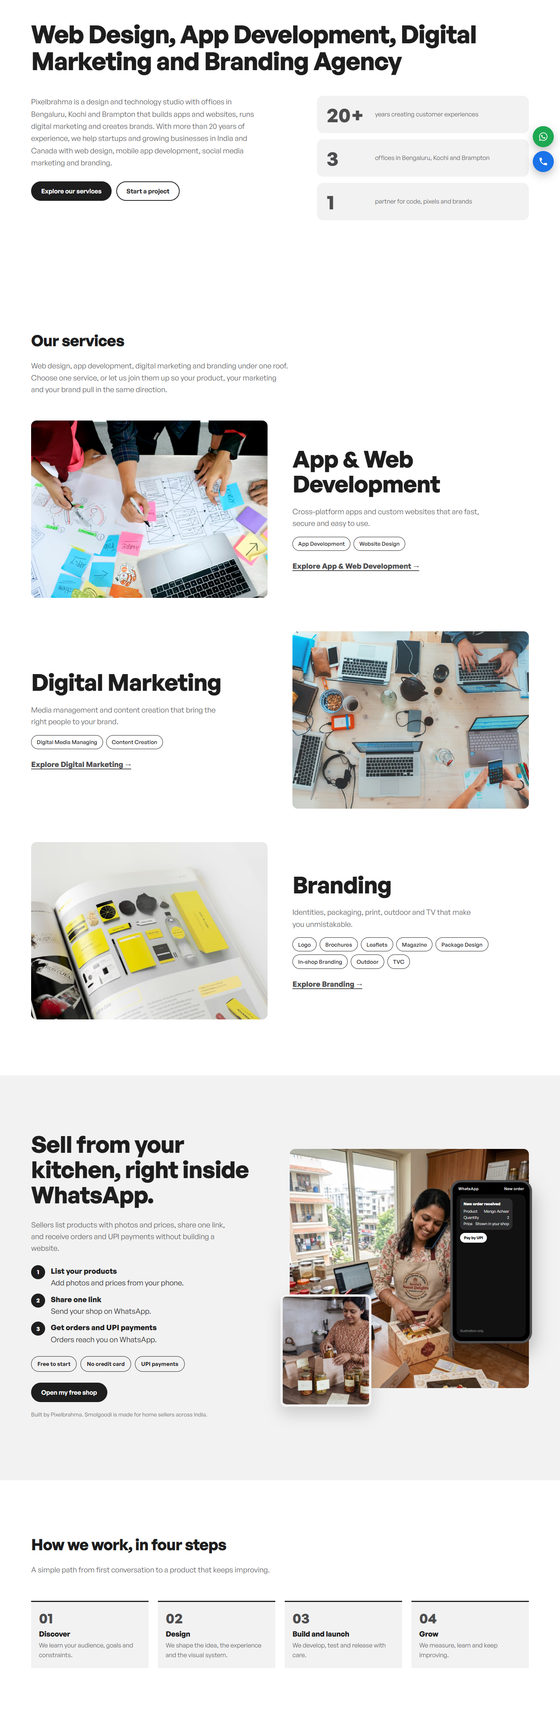 Web Design, App Development, Digital
Marketing and Branding Agency
Pixelbrahma is a design and technology studio with offices in
Bengaluru, Kochi and Brampton that builds apps and websites, runs
digital marketing and creates brands. With more than 20 years of
experience, we help startups and growing businesses in India and
Canada with web design, mobile app development, social media
marketing and branding.
Explore our services
Start a project
20+ years creating customer experiences
3 offices in Bengaluru, Kochi and Brampton
1 partner for code, pixels and brands
Our services
Web design, app development, digital marketing and branding under one roof.
Choose one service, or let us join them up so your product, your marketing
and your brand pull in the same direction.
App & Web
Development
Cross-platform apps and custom websites that are fast,
secure and easy to use.
App Development
Website Design
Explore App & Web Development →
Digital Marketing
Media management and content creation that bring the
right people to your brand.
Digital Media Managing
Content Creation
Explore Digital Marketing →
Branding
Identities, packaging, print, outdoor and TV that make
you unmistakable.
Logo
Brochures
Leaflets
Magazine
Package Design
In-shop Branding
Outdoor
TVC
Explore Branding →
Sell from your
kitchen, right inside
WhatsApp.
Sellers list products with photos and prices, share one link,
and receive orders and UPI payments without building a
website.
1 List your products
Add photos and prices from your phone.
2 Share one link
Send your shop on WhatsApp.
3 Get orders and UPI payments
Orders reach you on WhatsApp.
Free to start
No credit card
UPI payments
Open my free shop
Built by Pixelbrahma. Smolgoodi is made for home sellers across India.
WhatsApp New order
New order received
Product Mango Achaar
Quantity 2
Price Shown in your shop
Pay by UPI
Illustration only
How we work, in four steps
A simple path from first conversation to a product that keeps improving.
01
Discover
We learn your audience, goals and
constraints.
02
Design
We shape the idea, the experience
and the visual system.
03
Build and launch
We develop, test and release with
care.
04
Grow
We measure, learn and keep
improving.